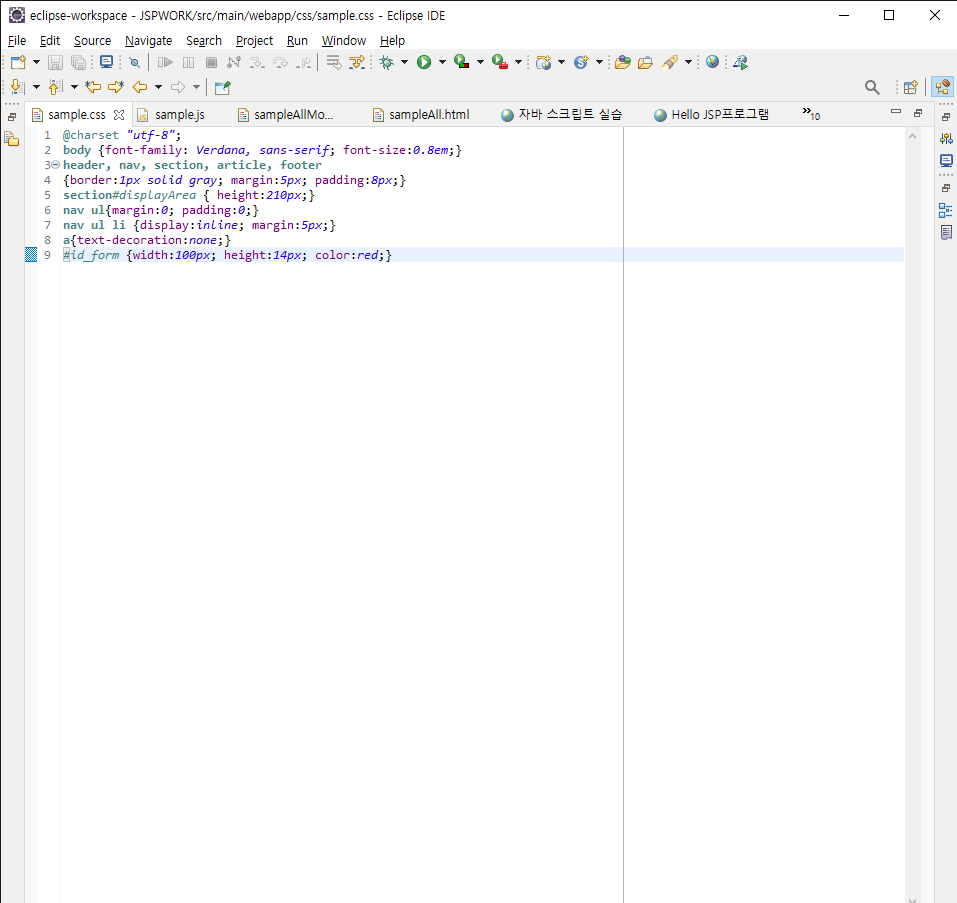 eclipse-workspace - JSPWORK/src/main/webapp/css/sample.css - Eclipse IDE
File Edit Source Navigate Search Project Run Window Help
sample.css sample.js sampleAllMo... sampleAll.html 자바 스크립트 실습 Hello JSP프로그램 »10
1 @charset "utf-8";
2 body {font-family: Verdana, sans-serif; font-size:0.8em;}
3 header, nav, section, article, footer
4 {border:1px solid gray; margin:5px; padding:8px;}
5 section#displayArea { height:210px;}
6 nav ul{margin:0; padding:0;}
7 nav ul li {display:inline; margin:5px;}
8 a{text-decoration:none;}
9 #id_form {width:100px; height:14px; color:red;}